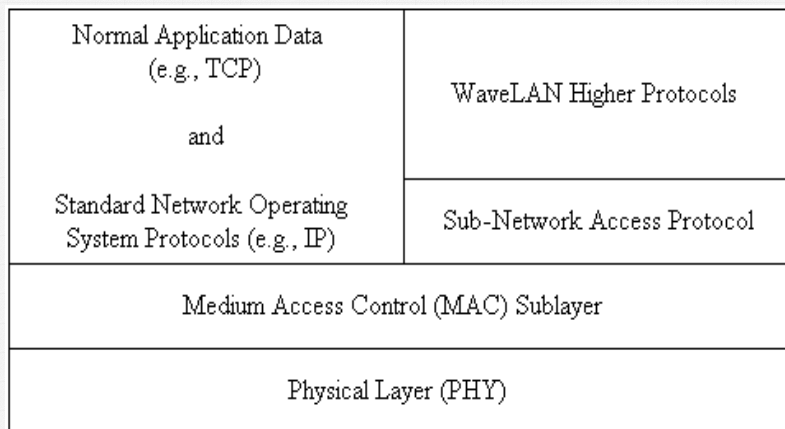 Normal Application Data
(e.g., TCP)
and
Standard Network Operating
System Protocols (e.g., IP)
WaveLAN Higher Protocols
Sub-Network Access Protocol
Medium Access Control (MAC) Sublayer
Physical Layer (PHY)